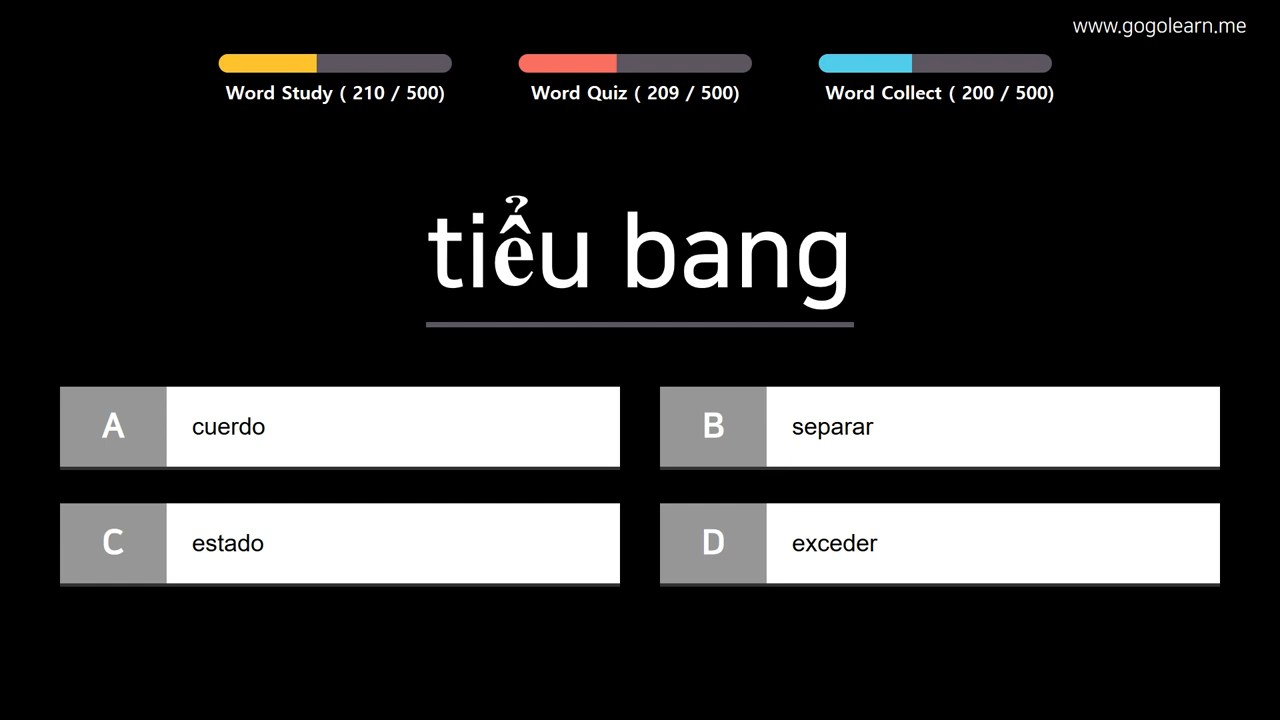 www.gogolearn.me
Word Study ( 210 / 500)
Word Quiz ( 209 / 500)
Word Collect ( 200 / 500)
tiểu bang
A cuerdo
B separar
C estado
D exceder